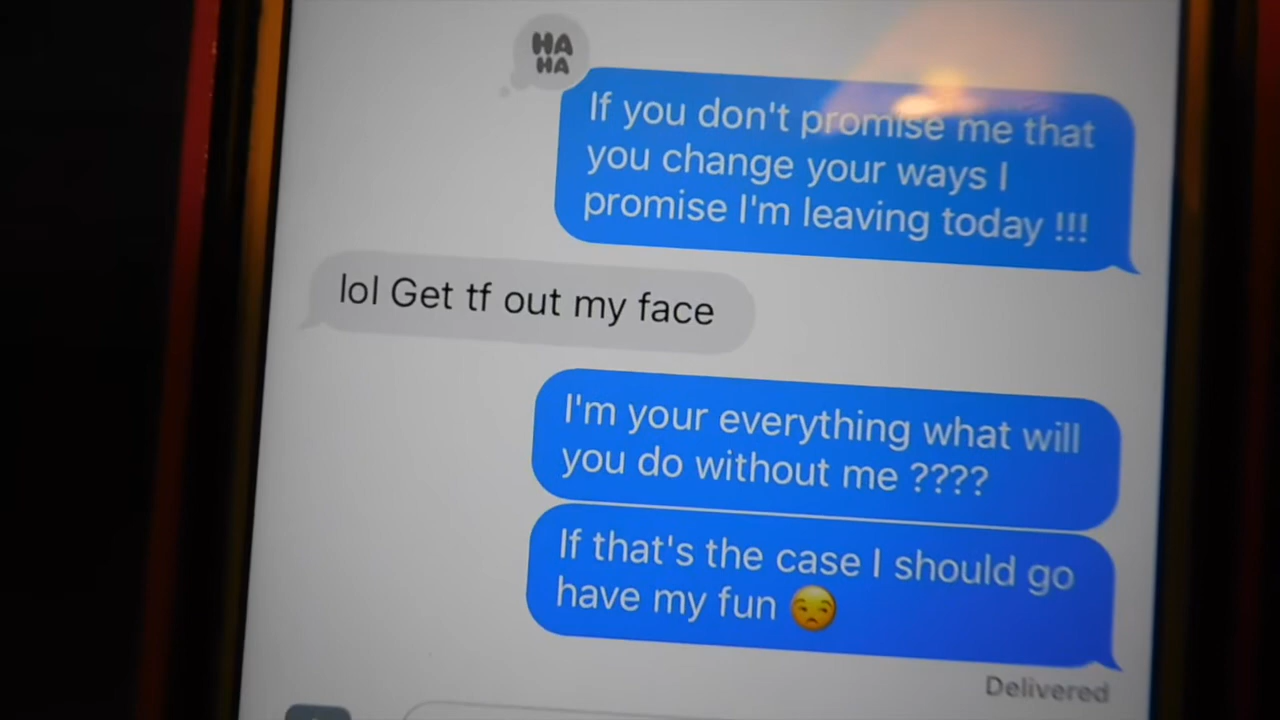 HA
HA
If you don't promise me that
you change your ways I
promise I'm leaving today !!!
lol Get tf out my face
I'm your everything what will
you do without me ????
If that's the case I should go
have my fun 😒
Delivered